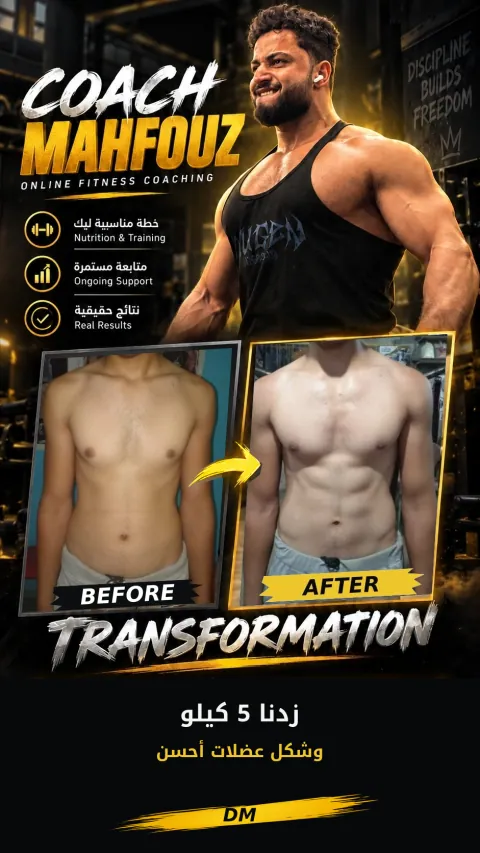 COACH
MAHFOUZ
ONLINE FITNESS COACHING
DISCIPLINE
BUILDS
FREEDOM
خطة مناسبية ليك
Nutrition & Training
متابعة مستمرة
Ongoing Support
نتائج حقيقية
Real Results
BEFORE
AFTER
TRANSFORMATION
زدنا 5 كيلو
وشكل عضلات أحسن
DM